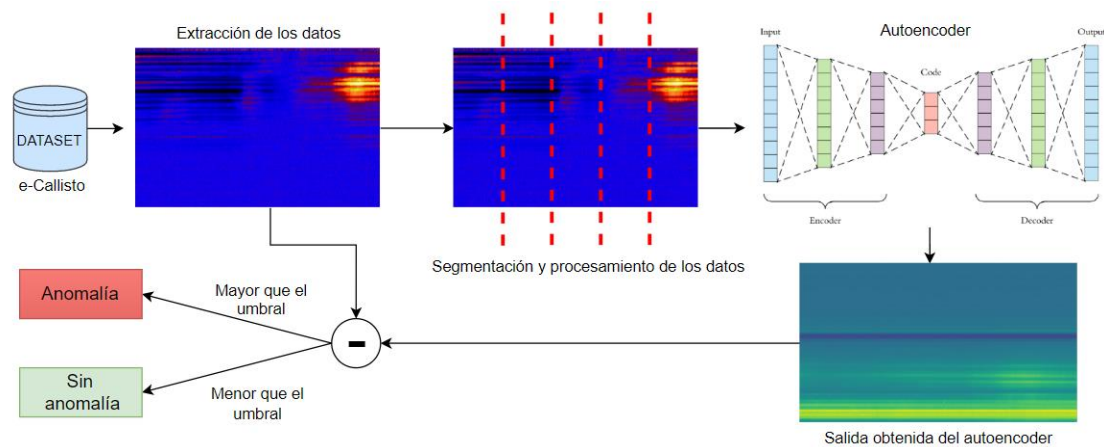 Extracción de los datos
DATASET
e-Callisto
Segmentación y procesamiento de los datos
Autoencoder
Input
Code
Output
Encoder
Decoder
Salida obtenida del autoencoder
Mayor que el
umbral
Menor que el
umbral
Anomalía
Sin
anomalía